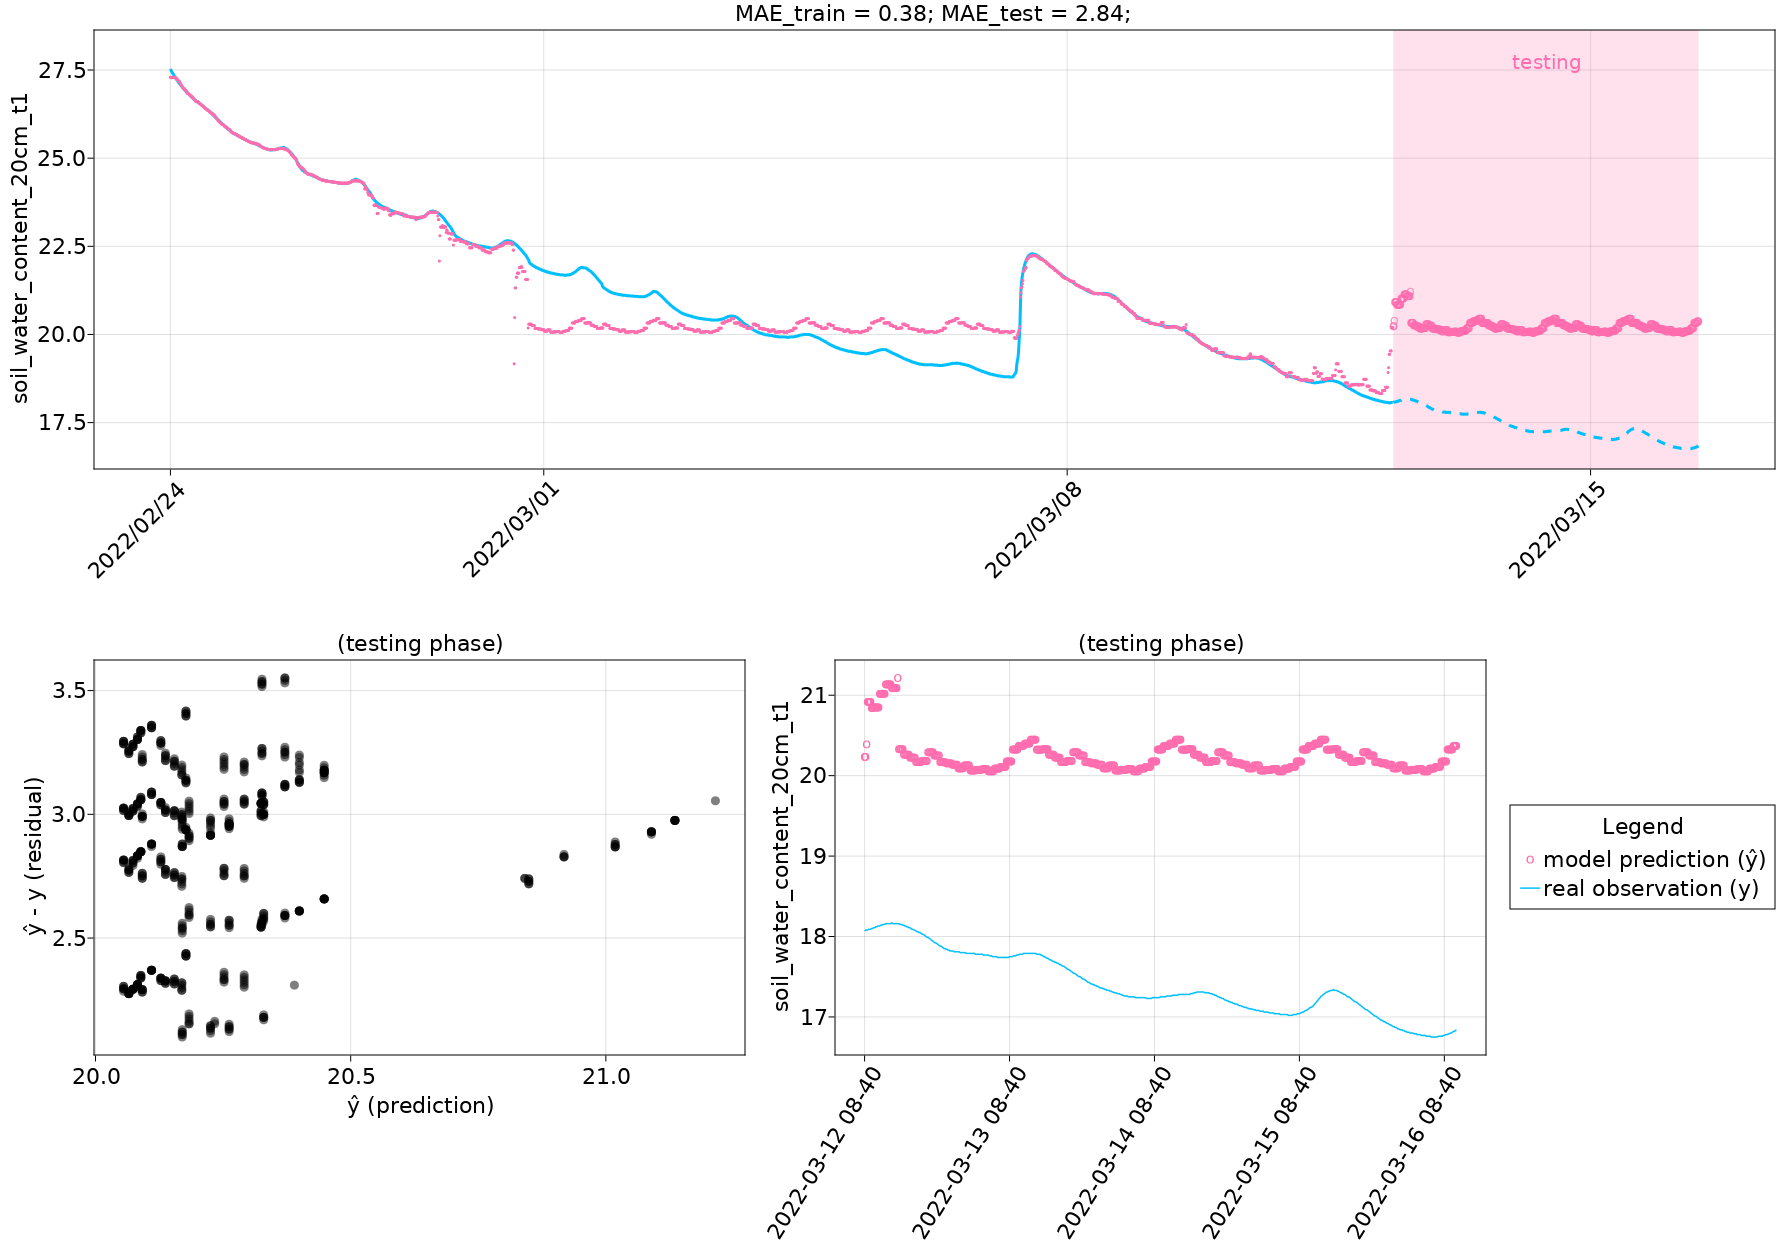 MAE_train = 0.38; MAE_test = 2.84;
soil_water_content_20cm_t1
27.5
25.0
22.5
20.0
17.5
testing
2022/02/24
2022/03/01
2022/03/08
2022/03/15
(testing phase)
ŷ - y (residual)
3.5
3.0
2.5
20.0
20.5
21.0
ŷ (prediction)
(testing phase)
soil_water_content_20cm_t1
21
20
19
18
17
2022-03-12 08-40
2022-03-13 08-40
2022-03-14 08-40
2022-03-15 08-40
2022-03-16 08-40
Legend
model prediction (ŷ)
real observation (y)